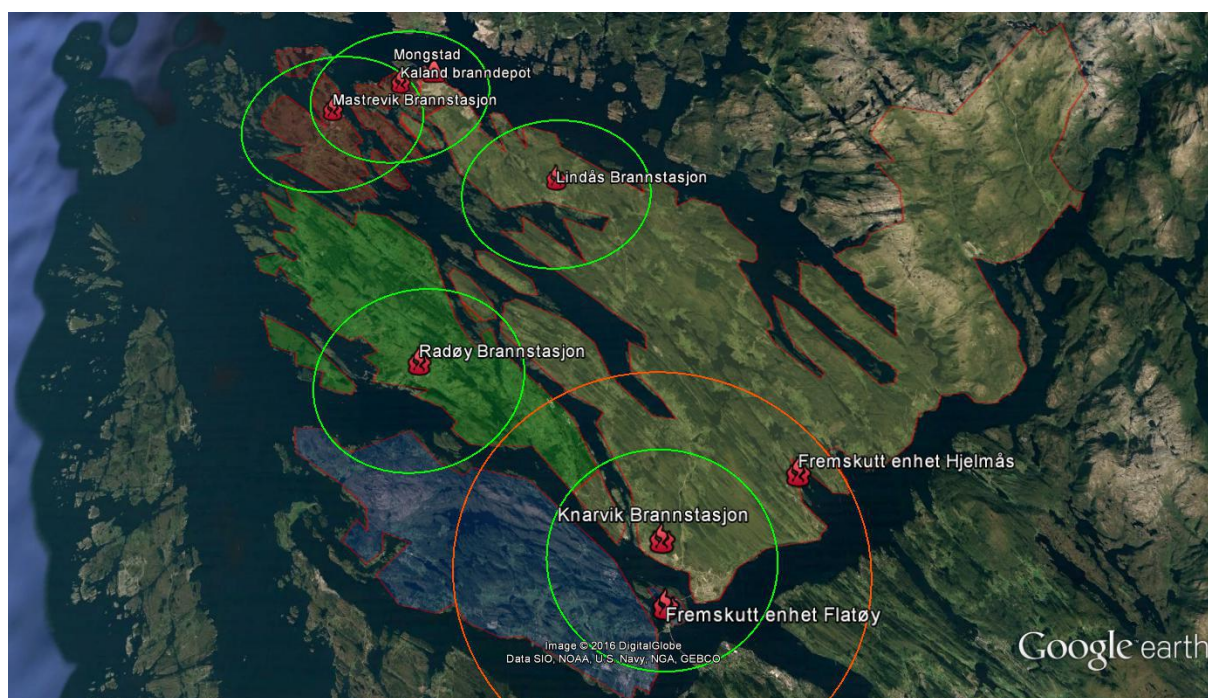 Mongstad
Kaland branndepot
Mastrevik Brannstasjon
Lindås Brannstasjon
Radøy Brannstasjon
Fremskutt enhet Hjelmås
Knarvik Brannstasjon
Fremskutt enhet Flatøy
Image © 2016 DigitalGlobe
Data SIO, NOAA, U.S. Navy, NGA, GEBCO
Google earth